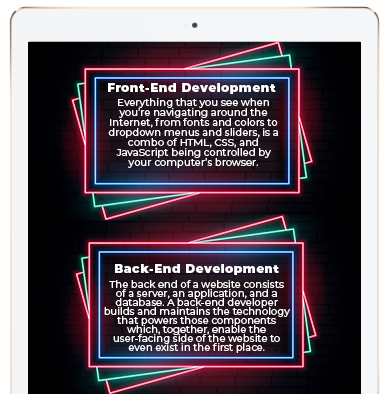 Front-End Development
Everything that you see when
you're navigating around the
Internet, from fonts and colors to
dropdown menus and sliders, is a
combo of HTML, CSS, and
JavaScript being controlled by
your computer's browser.
Back-End Development
The back end of a website consists
of a server, an application, and a
database. A back-end developer
builds and maintains the technology
that powers those components
which, together, enable the
user-facing side of the website to
even exist in the first place.